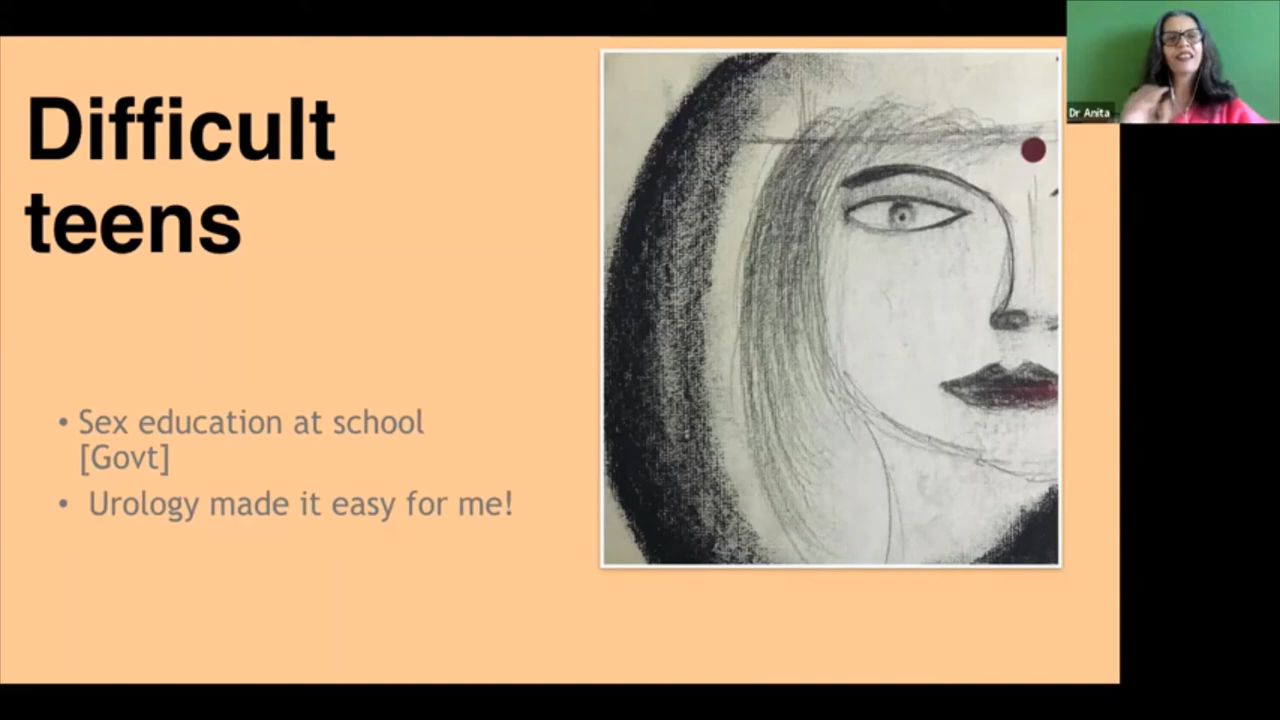 Difficult
teens
• Sex education at school
[Govt]
• Urology made it easy for me!
Dr Anita